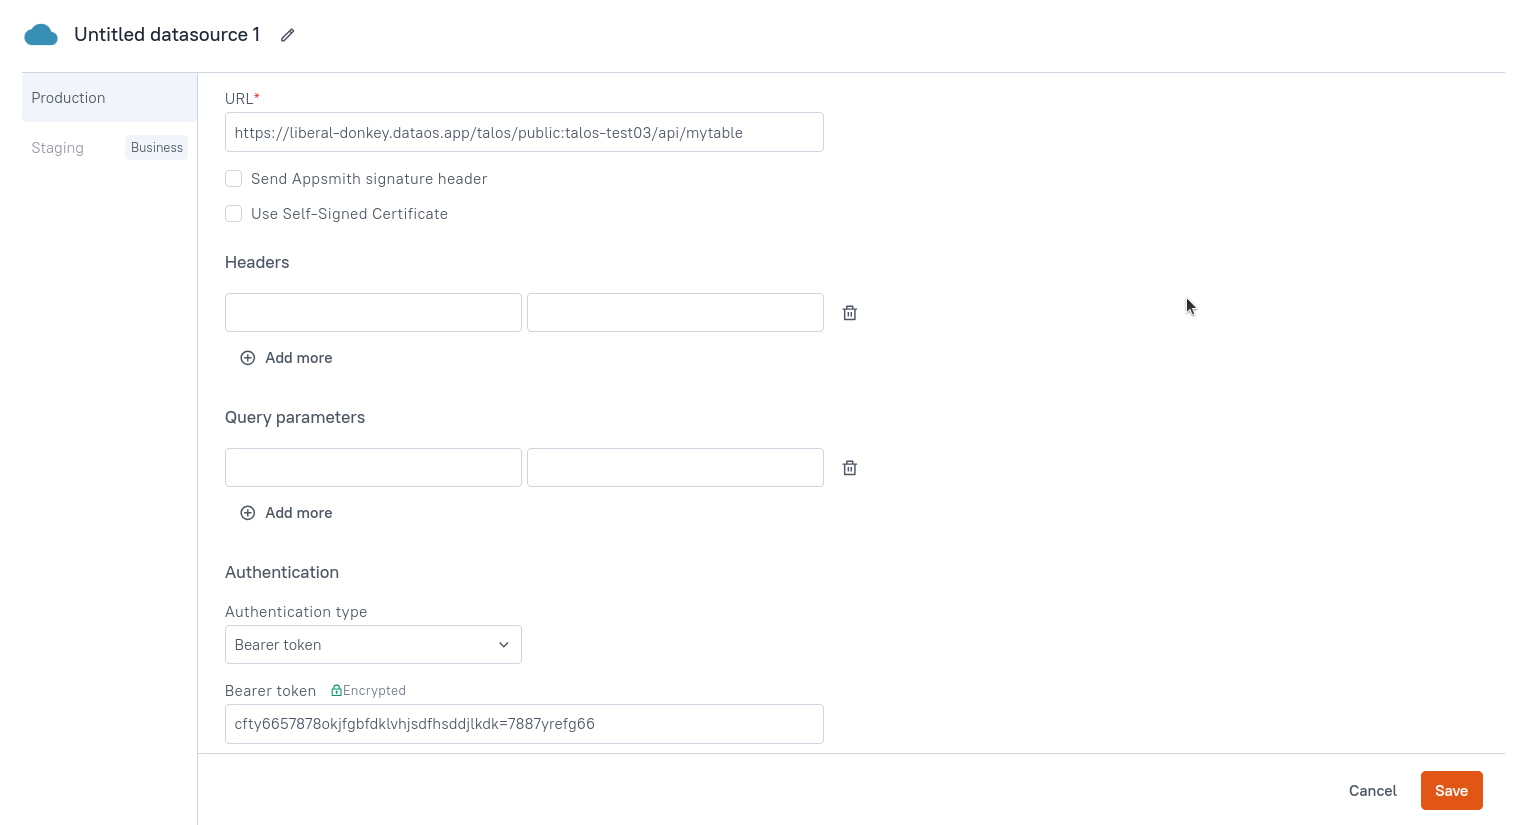 Untitled datasource 1
Production
Staging
Business
URL*
https://liberal-donkey.dataos.app/talos/public:talos-test03/api/mytable
Send Appsmith signature header
Use Self-Signed Certificate
Headers
Add more
Query parameters
Add more
Authentication
Authentication type
Bearer token
Bearer token Encrypted
cfty6657878okjfgbfdklvhjsdfhsddjlkdk=7887yrefg66
Cancel
Save